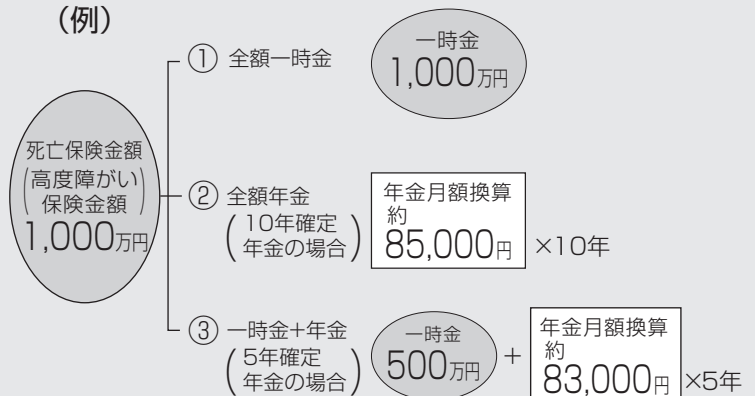 (例)
死亡保険金額
(高度障がい
保険金額)
1,000万円
① 全額一時金
一時金
1,000万円
② 全額年金
(10年確定
年金の場合)
年金月額換算
約
85,000円
×10年
③ 一時金+年金
(5年確定
年金の場合)
一時金
500万円
+
年金月額換算
約
83,000円
×5年